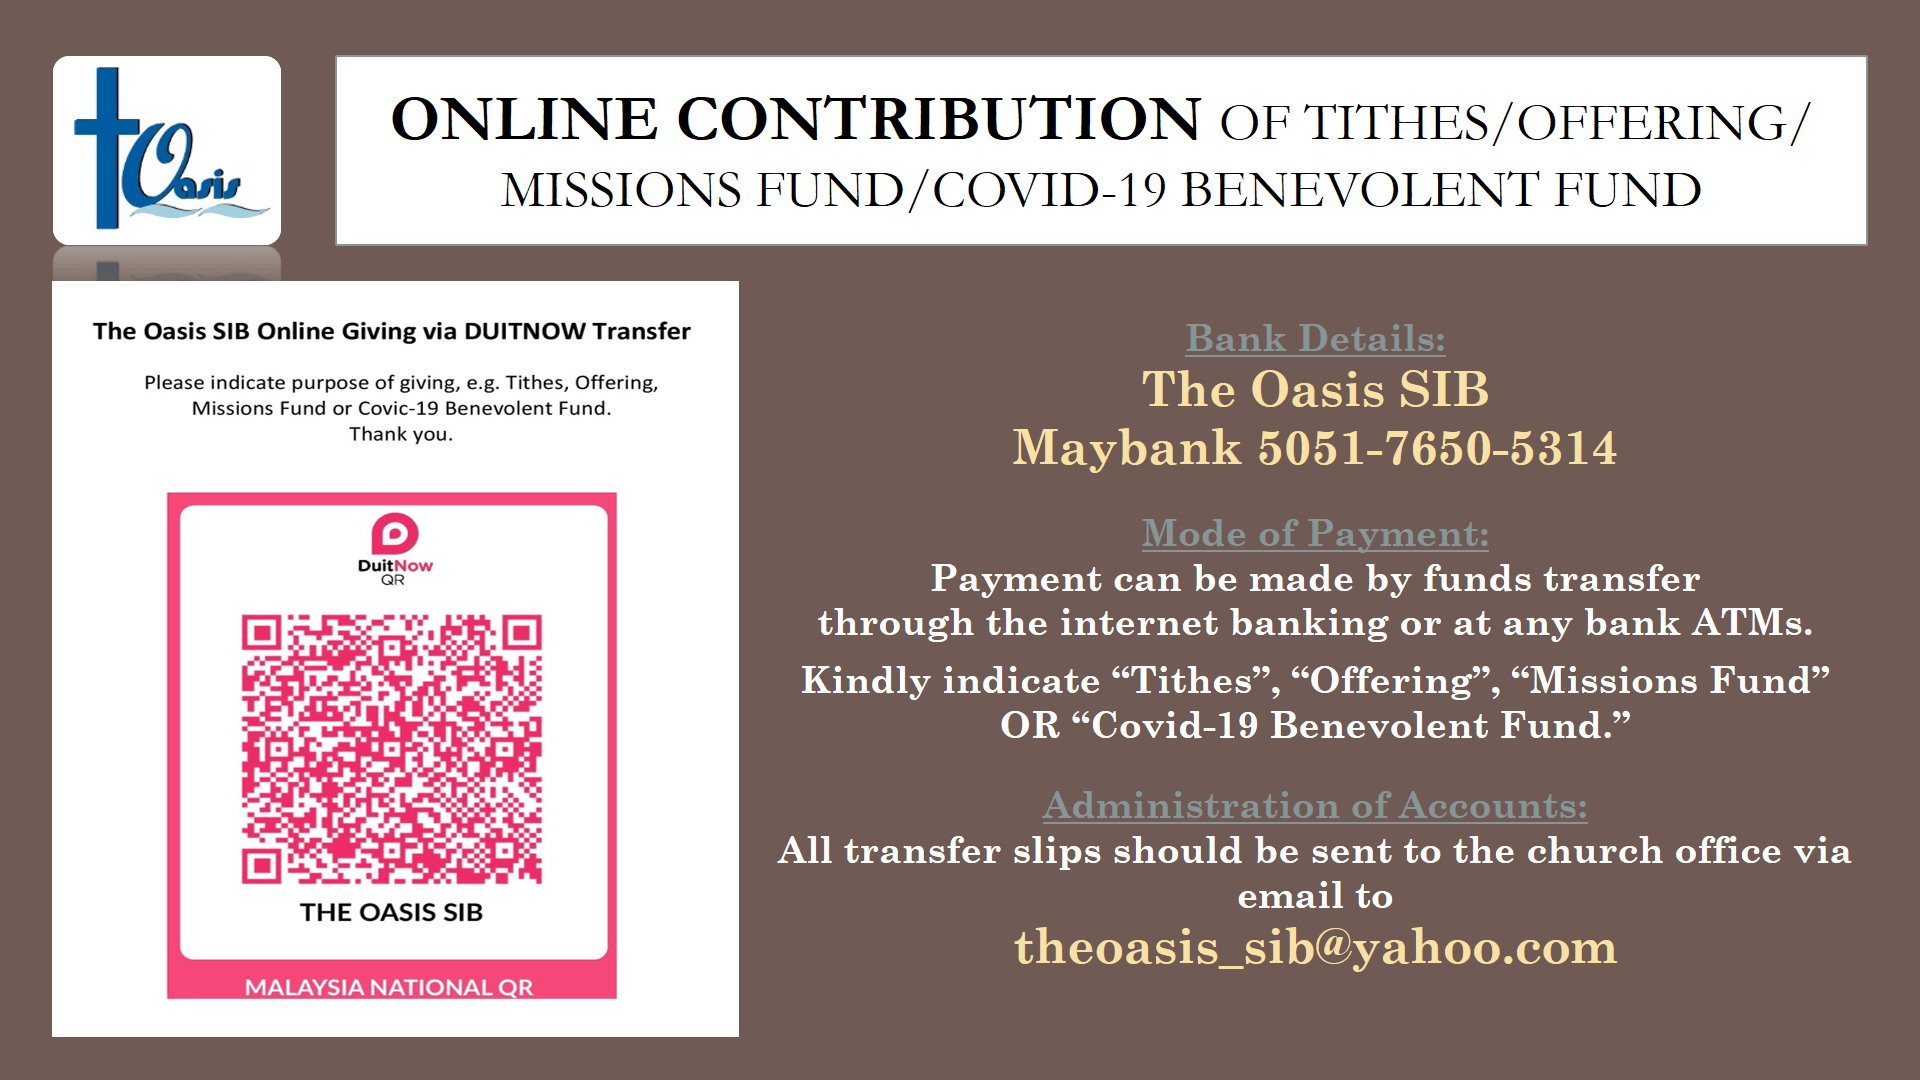 Oasis
ONLINE CONTRIBUTION OF TITHES/OFFERING/
MISSIONS FUND/COVID-19 BENEVOLENT FUND
The Oasis SIB Online Giving via DUITNOW Transfer
Please indicate purpose of giving, e.g. Tithes, Offering,
Missions Fund or Covic-19 Benevolent Fund.
Thank you.
DuitNow
QR
THE OASIS SIB
MALAYSIA NATIONAL QR
Bank Details:
The Oasis SIB
Maybank 5051-7650-5314
Mode of Payment:
Payment can be made by funds transfer
through the internet banking or at any bank ATMs.
Kindly indicate “Tithes”, “Offering”, “Missions Fund”
OR “Covid-19 Benevolent Fund.”
Administration of Accounts:
All transfer slips should be sent to the church office via
email to
theoasis_sib@yahoo.com